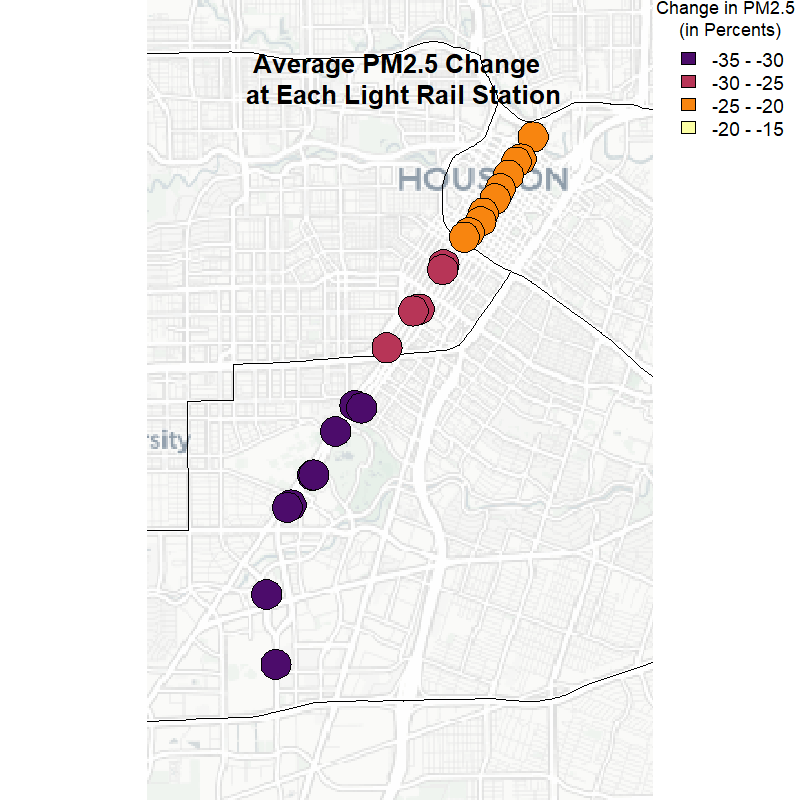 Change in PM2.5
(in Percents)
-35 - -30
-30 - -25
-25 - -20
-20 - -15
Average PM2.5 Change
at Each Light Rail Station
HOUSTON
rsity